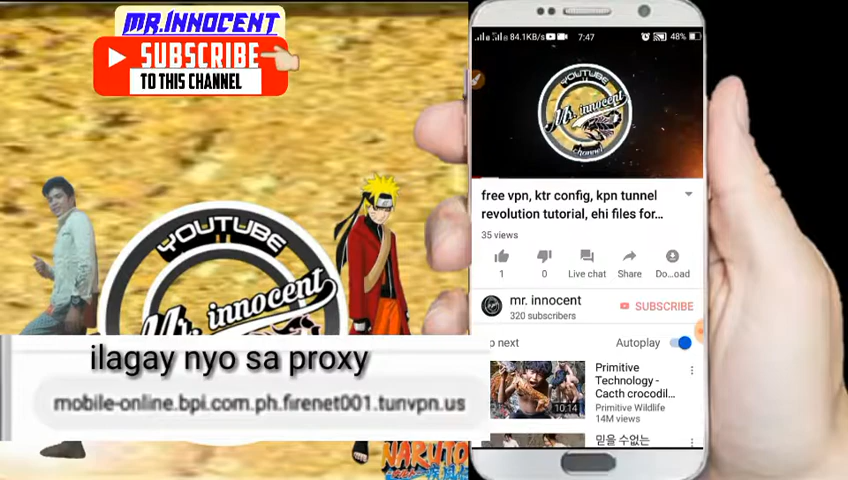 MR.INNOCENT
SUBSCRIBE
TO THIS CHANNEL
YOUTUBE
Mr. innocent
ilagay nyo sa proxy
mobile-online.bpi.com.ph.firenet001.tunvpn.us
NARUTO
84.1KB/s
7:47
48%
YOUTUBE
Mr. innocent
channel
free vpn, ktr config, kpn tunnel
revolution tutorial, ehi files for...
35 views
1
0
Live chat
Share
Do...oad
mr. innocent
320 subscribers
SUBSCRIBE
p next
Autoplay
10:14
Primitive
Technology -
Cacth crocodil...
Primitive Wildlife
14M views
믿을 수없는